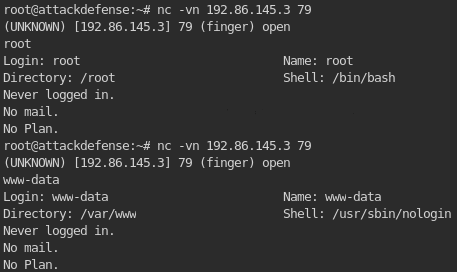 root@attackdefense:~# nc -vn 192.86.145.3 79
(UNKNOWN) [192.86.145.3] 79 (finger) open
root
Login: root                             Name: root
Directory: /root                        Shell: /bin/bash
Never logged in.
No mail.
No Plan.
root@attackdefense:~# nc -vn 192.86.145.3 79
(UNKNOWN) [192.86.145.3] 79 (finger) open
www-data
Login: www-data                         Name: www-data
Directory: /var/www                     Shell: /usr/sbin/nologin
Never logged in.
No mail.
No Plan.